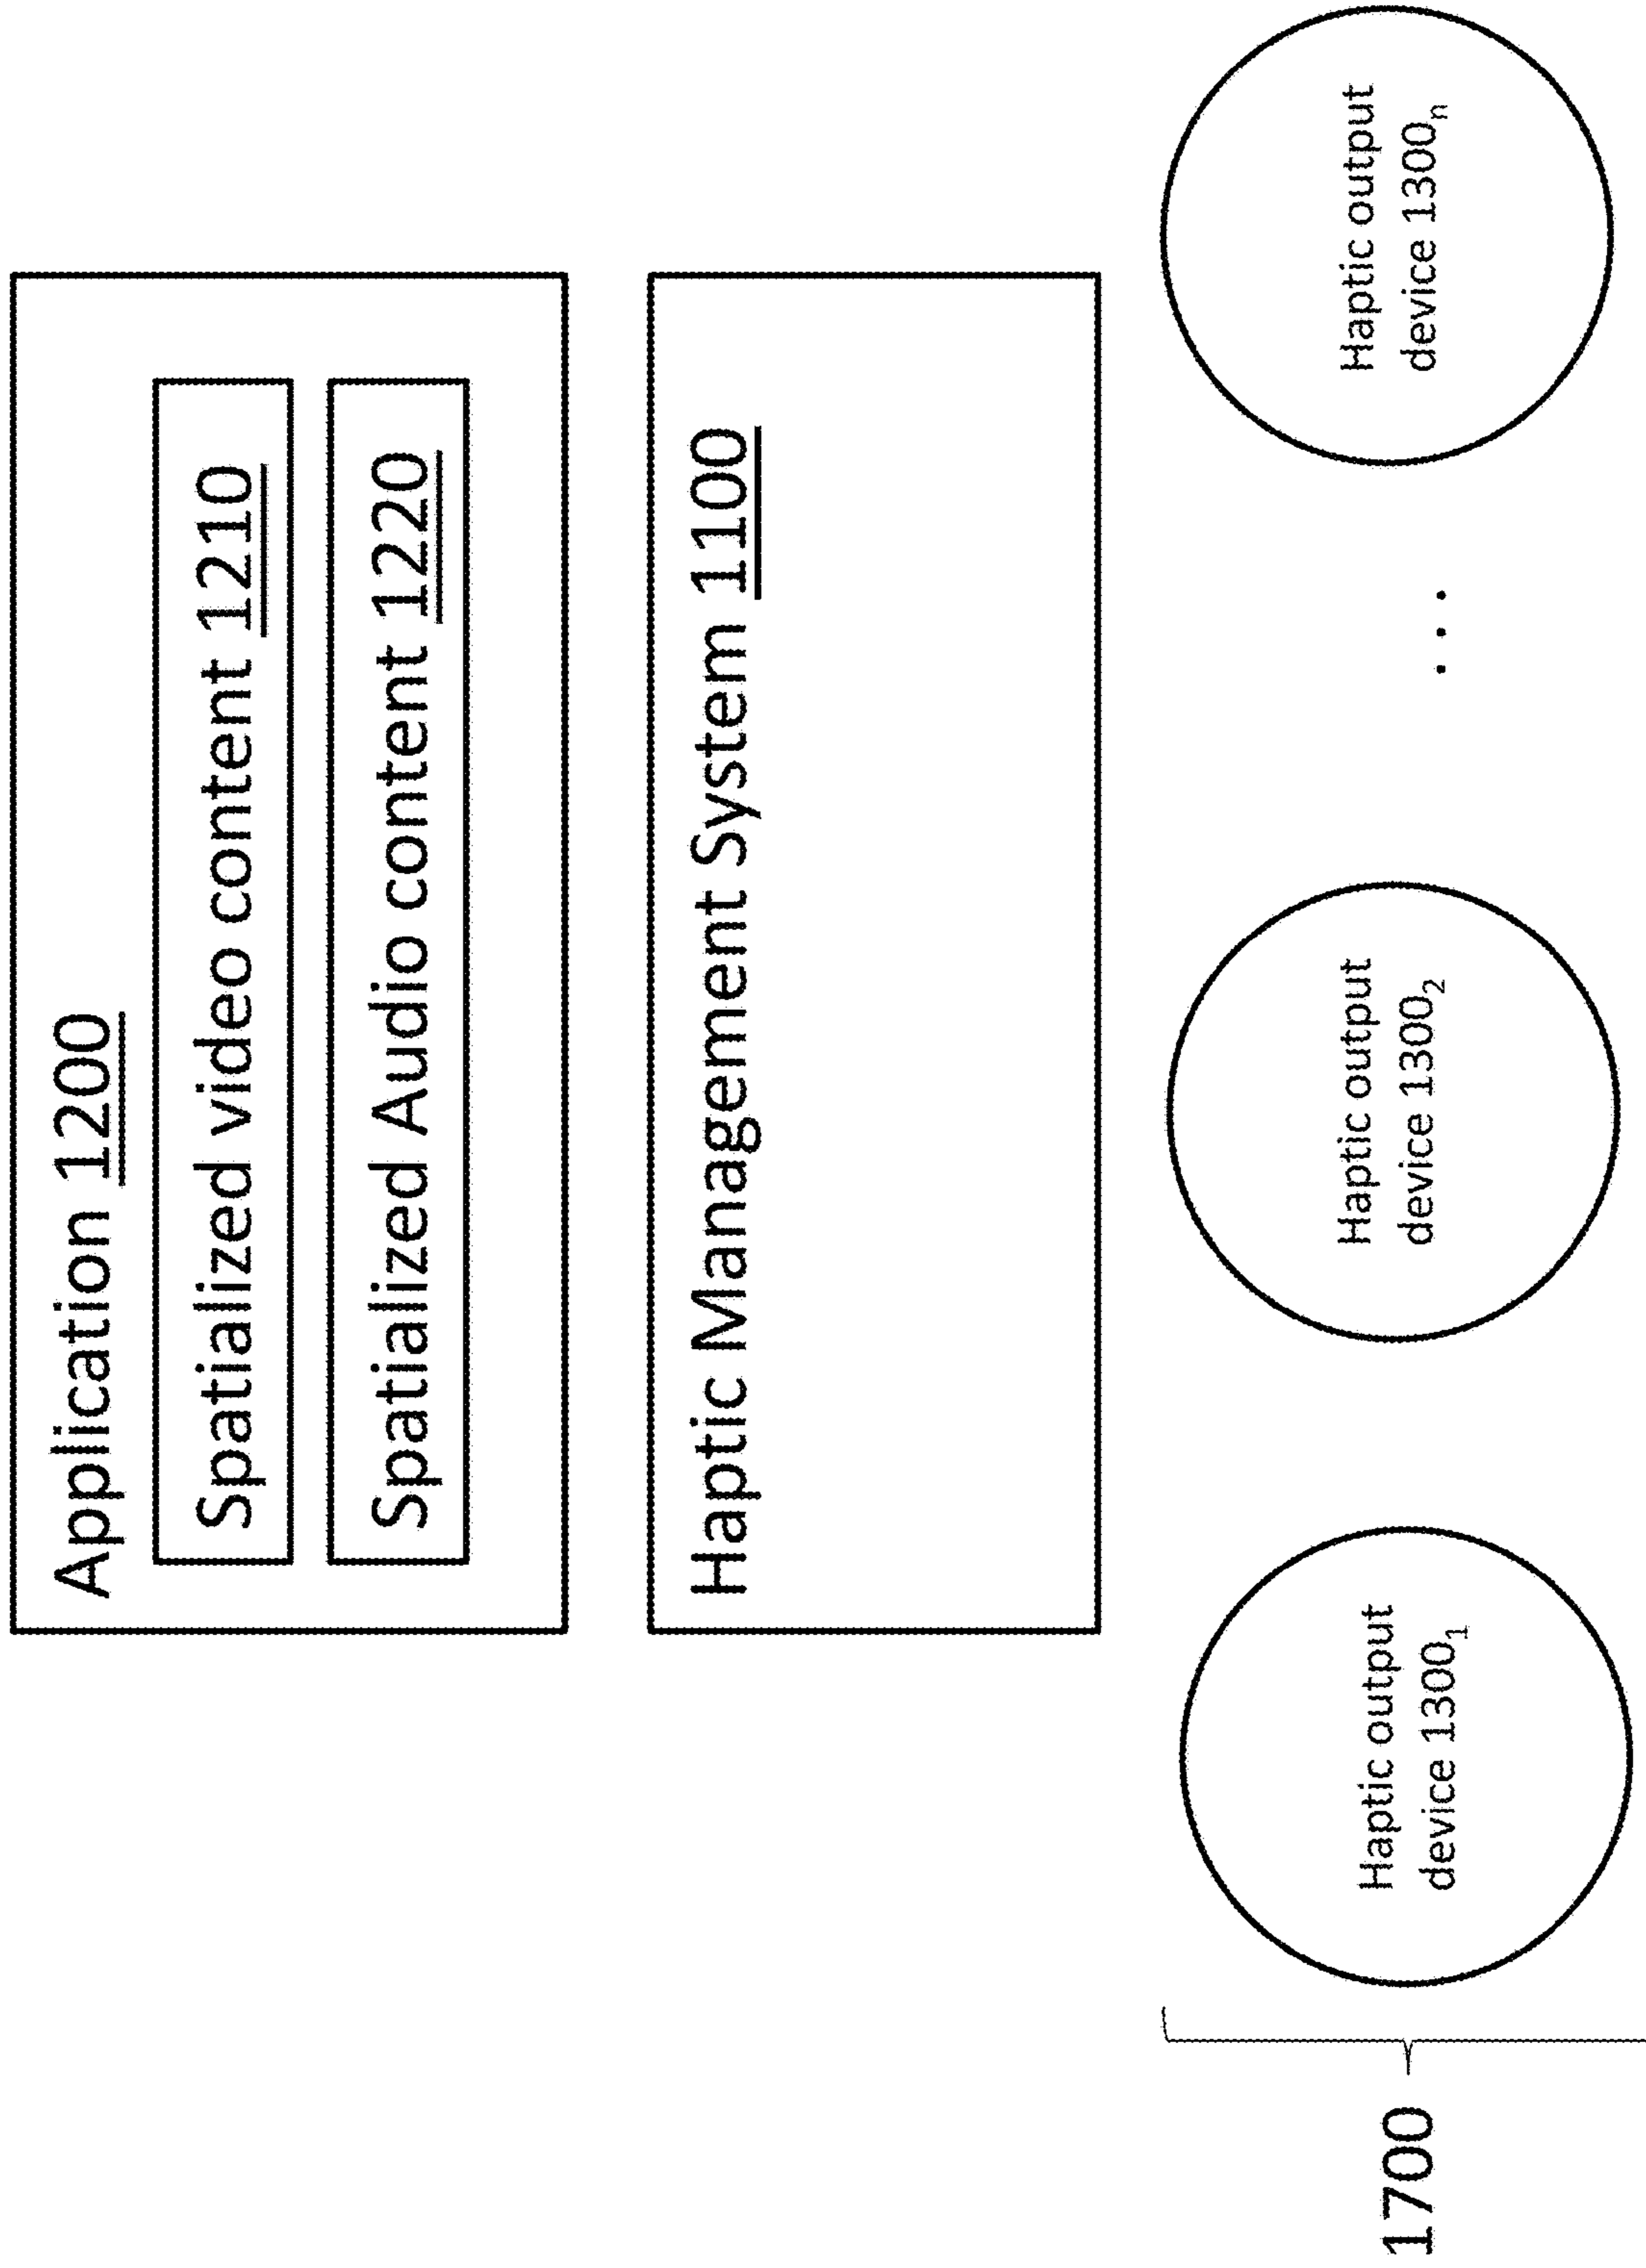 Application 1200
Spatialized video content 1210
Spatialized Audio content 1220
Haptic Management System 1100
1700
Haptic output
device 1300₁
Haptic output
device 1300₂
. . .
Haptic output
device 1300ₙ